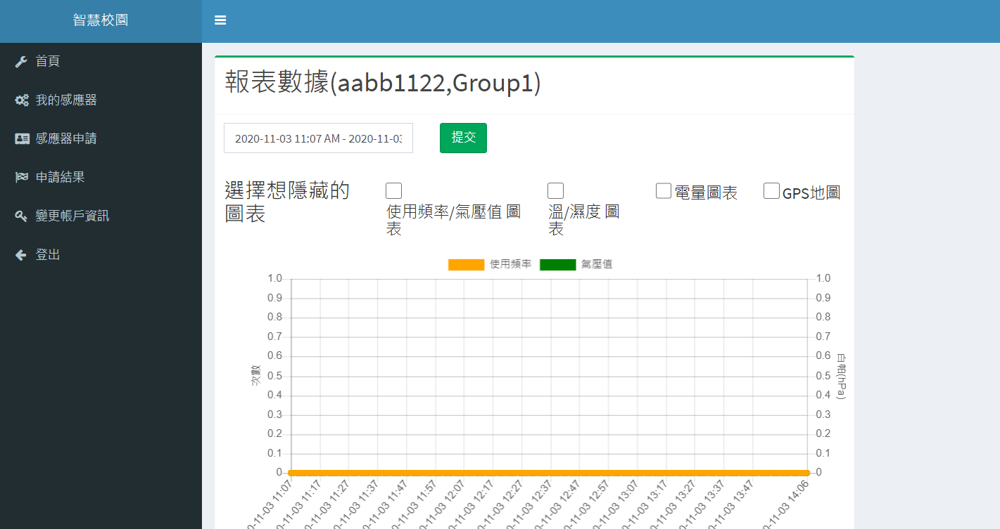 智慧校園
首頁
我的感應器
感應器申請
申請結果
變更帳戶資訊
登出
報表數據(aabb1122,Group1)
2020-11-03 11:07 AM - 2020-11-03
提交
選擇想隱藏的
圖表
使用頻率/氣壓值 圖
表
溫/濕度 圖
表
電量圖表
GPS地圖
使用頻率 氣壓值
次數
1.0
0.9
0.8
0.7
0.6
0.5
0.4
0.3
0.2
0.1
0
1.0
0.9
0.8
0.7
0.6
0.5
0.4
0.3
0.2
0.1
0
百帕(hPa)
0-11-03 11:07
0-11-03 11:17
0-11-03 11:27
0-11-03 11:37
0-11-03 11:47
0-11-03 11:57
0-11-03 12:07
0-11-03 12:17
0-11-03 12:27
0-11-03 12:37
0-11-03 12:47
0-11-03 12:57
0-11-03 13:07
0-11-03 13:17
0-11-03 13:27
0-11-03 13:37
0-11-03 13:47
0-11-03 14:06